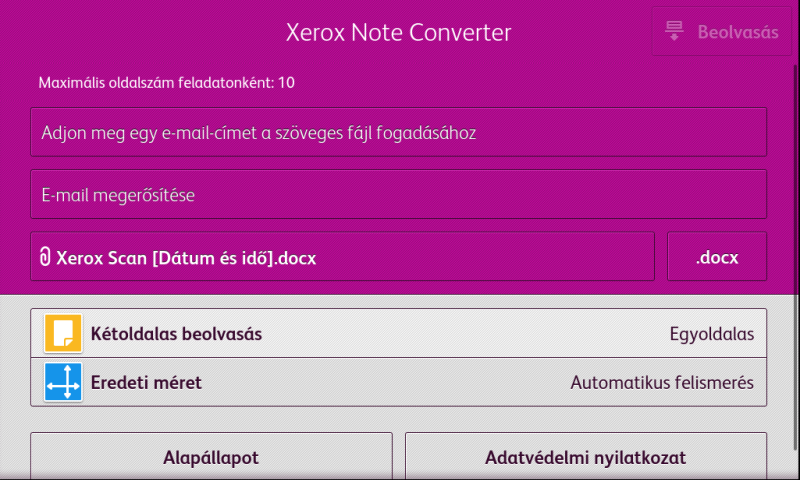 Xerox Note Converter
Beolvasás
Maximális oldalszám feladatonként: 10
Adjon meg egy e-mail-címet a szöveges fájl fogadásához
E-mail megerősítése
Xerox Scan [Dátum és idő].docx
.docx
Kétoldalas beolvasás
Egyoldalas
Eredeti méret
Automatikus felismerés
Alapállapot
Adatvédelmi nyilatkozat